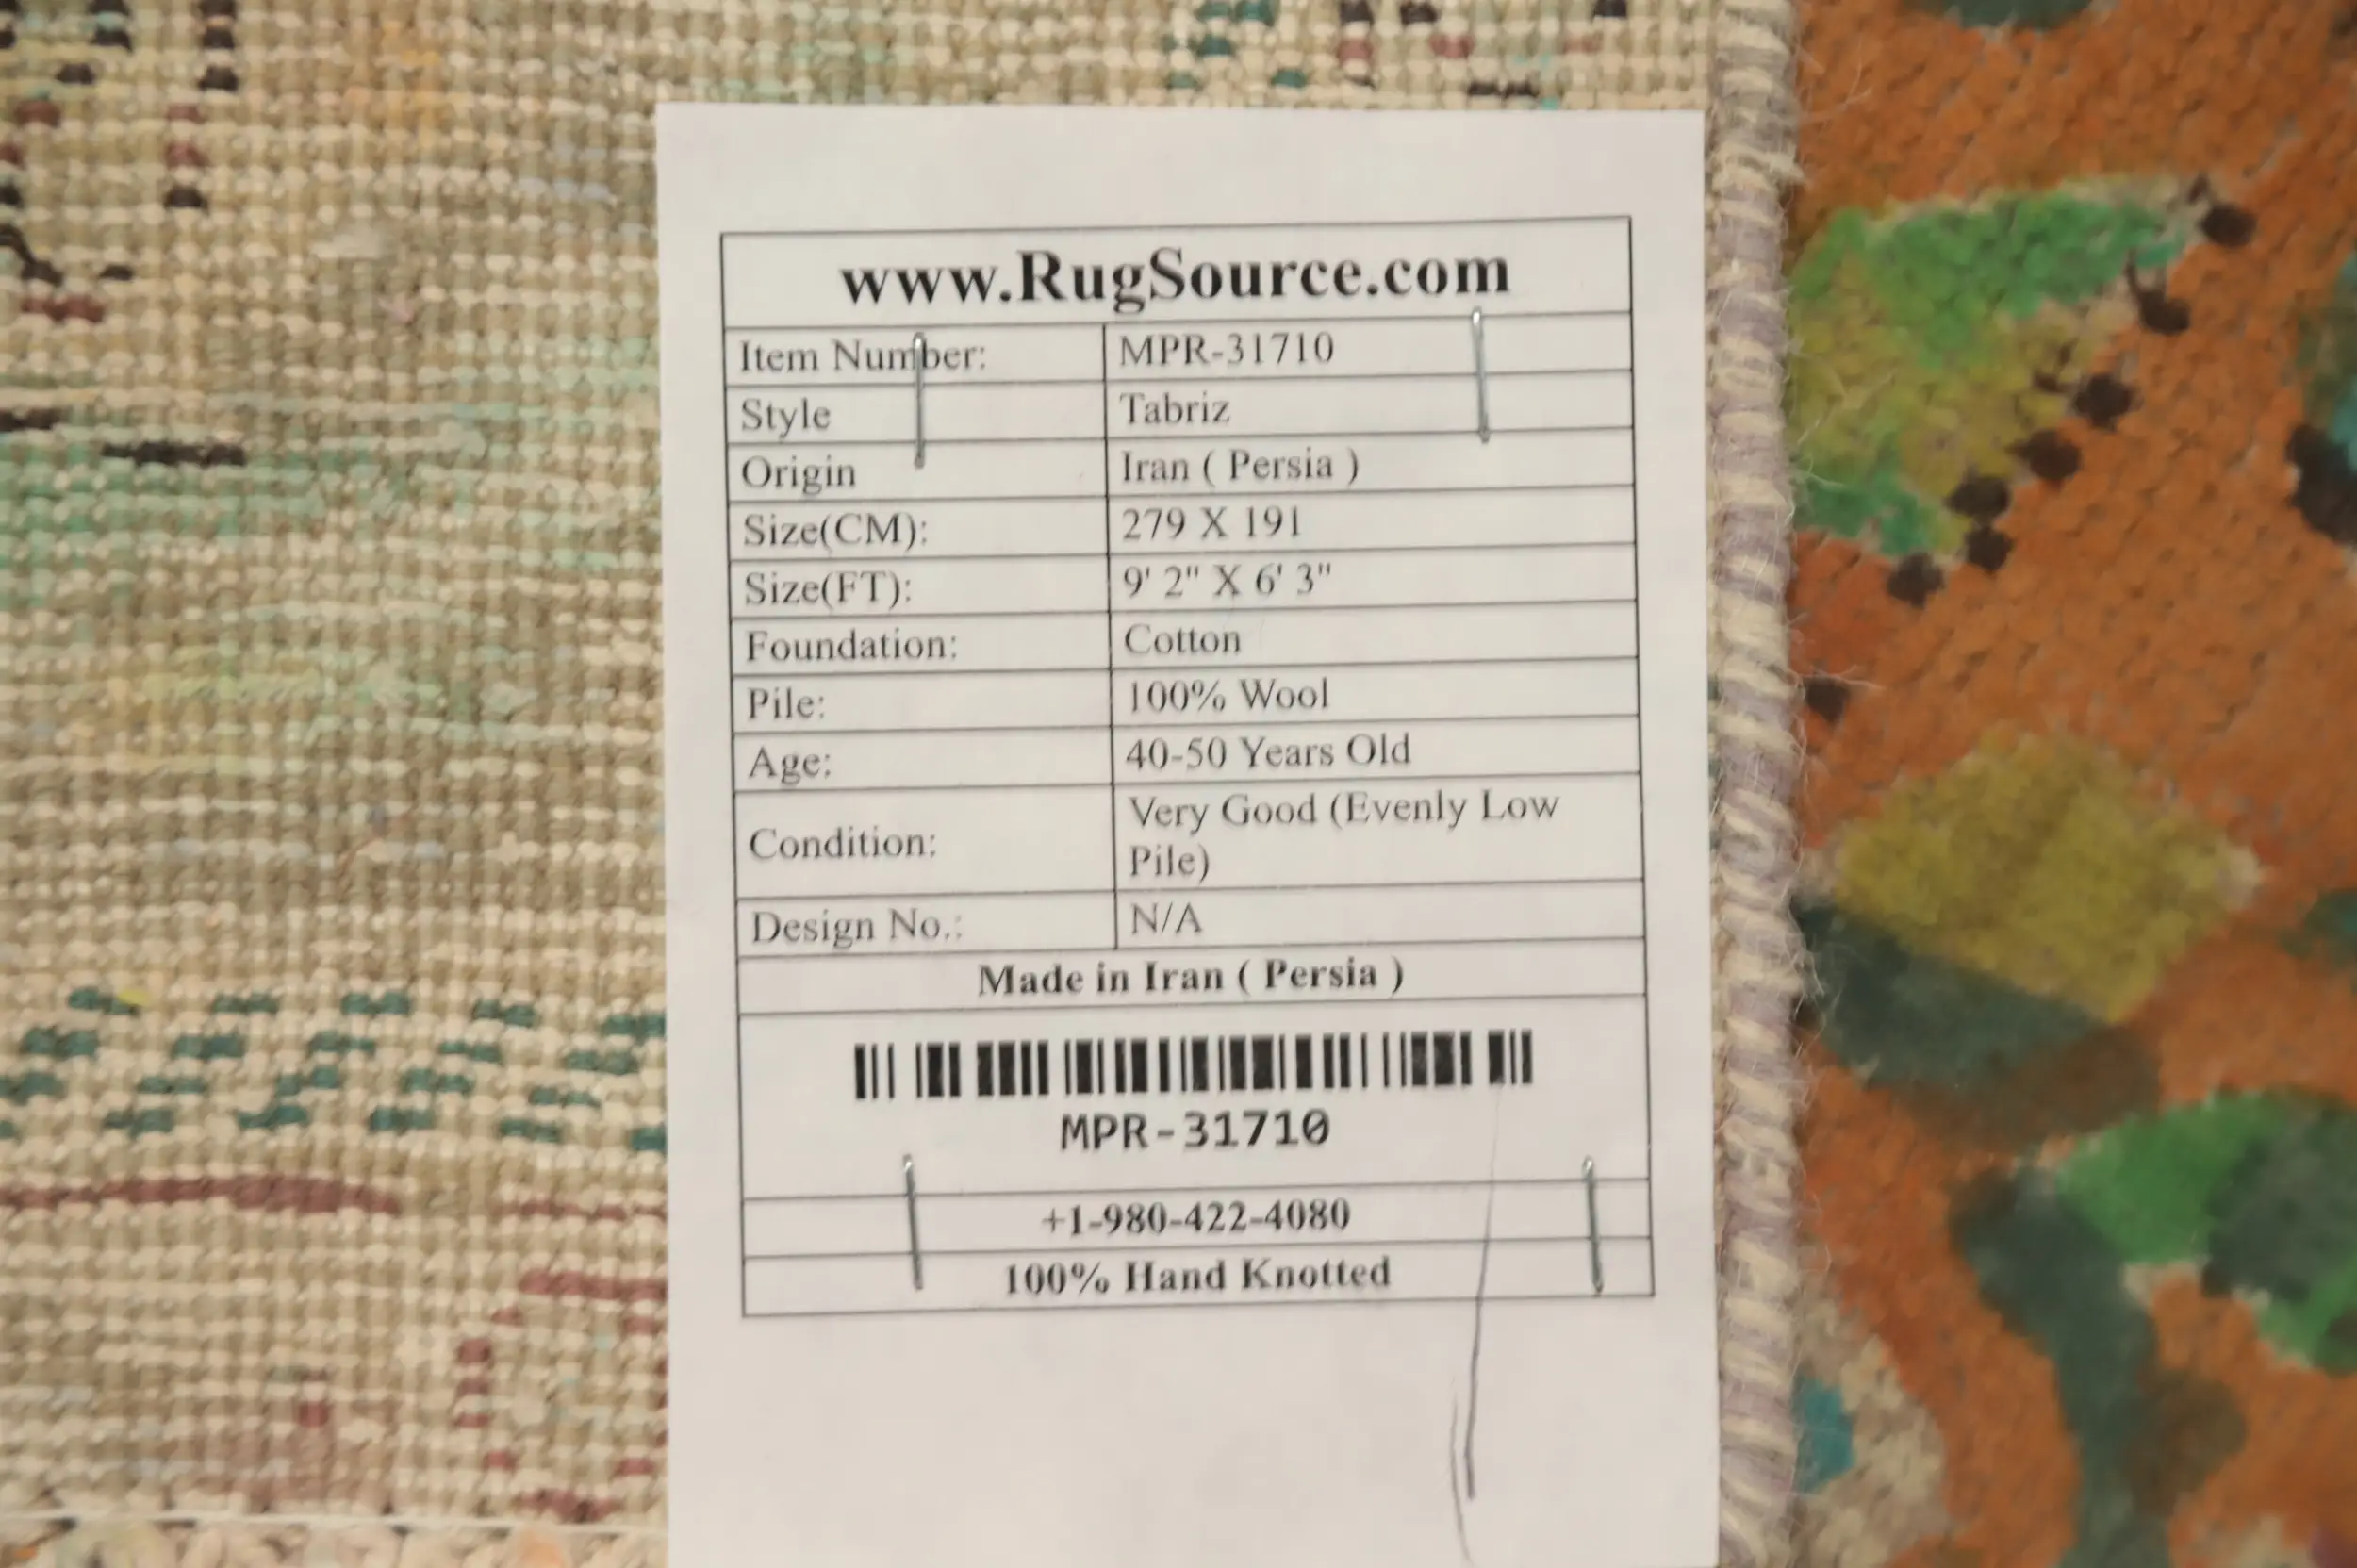 www.RugSource.com
Item Number: MPR-31710
Style Tabriz
Origin Iran ( Persia )
Size(CM): 279 X 191
Size(FT): 9' 2" X 6' 3"
Foundation: Cotton
Pile: 100% Wool
Age: 40-50 Years Old
Condition: Very Good (Evenly Low
Pile)
Design No.: N/A
Made in Iran ( Persia )
MPR-31710
+1-980-422-4080
100% Hand Knotted